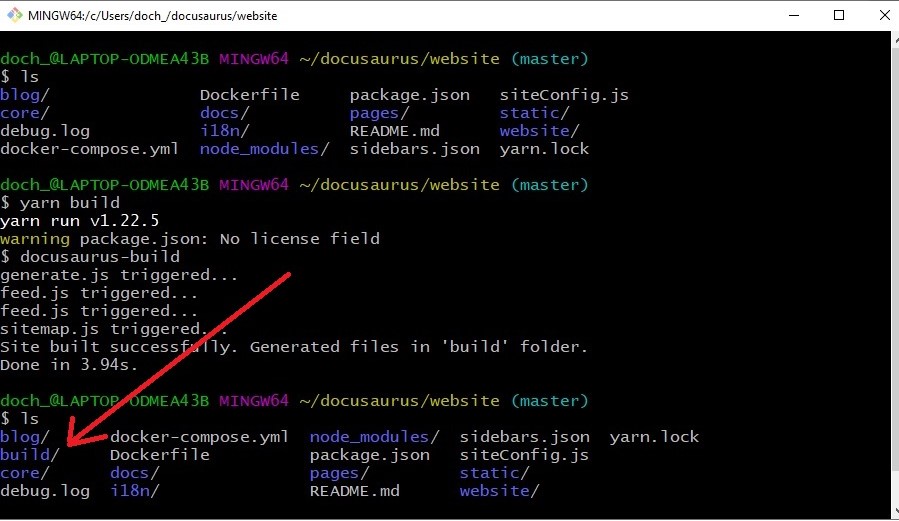 MINGW64:/c/Users/doch_/docusaurus/website
doch_@LAPTOP-ODMEA43B MINGW64 ~/docusaurus/website (master)
$ ls
blog/ Dockerfile package.json siteConfig.js
core/ docs/ pages/ static/
debug.log i18n/ README.md website/
docker-compose.yml node_modules/ sidebars.json yarn.lock
doch_@LAPTOP-ODMEA43B MINGW64 ~/docusaurus/website (master)
$ yarn build
yarn run v1.22.5
warning package.json: No license field
$ docusaurus-build
generate.js triggered...
feed.js triggered...
feed.js triggered...
sitemap.js triggered...
Site built successfully. Generated files in 'build' folder.
Done in 3.94s.
doch_@LAPTOP-ODMEA43B MINGW64 ~/docusaurus/website (master)
$ ls
blog/ docker-compose.yml node_modules/ sidebars.json yarn.lock
build/ Dockerfile package.json siteConfig.js
core/ docs/ pages/ static/
debug.log i18n/ README.md website/